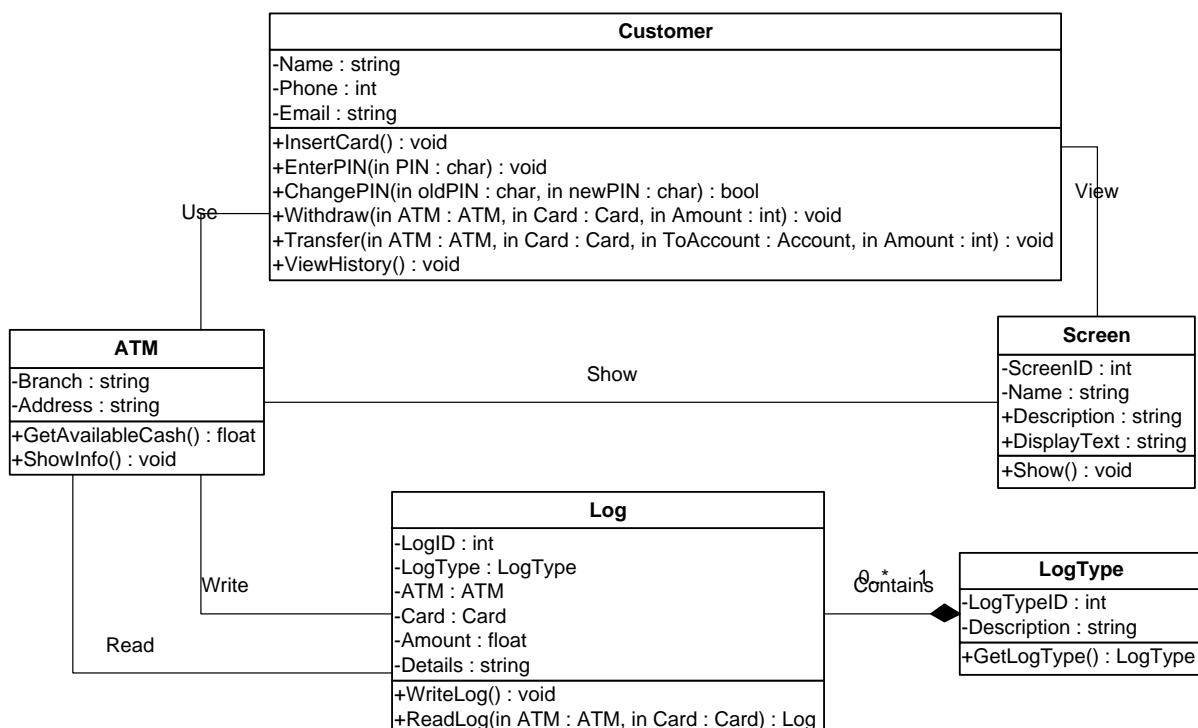 Customer
-Name : string
-Phone : int
-Email : string
+InsertCard() : void
+EnterPIN(in PIN : char) : void
+ChangePIN(in oldPIN : char, in newPIN : char) : bool
+Withdraw(in ATM : ATM, in Card : Card, in Amount : int) : void
+Transfer(in ATM : ATM, in Card : Card, in ToAccount : Account, in Amount : int) : void
+ViewHistory() : void
Use
View
ATM
-Branch : string
-Address : string
+GetAvailableCash() : float
+ShowInfo() : void
Show
Screen
-ScreenID : int
-Name : string
+Description : string
+DisplayText : string
+Show() : void
Write
Read
Log
-LogID : int
-LogType : LogType
-ATM : ATM
-Card : Card
-Amount : float
-Details : string
+WriteLog() : void
+ReadLog(in ATM : ATM, in Card : Card) : Log
0..* 1
Contains
LogType
-LogTypeID : int
-Description : string
+GetLogType() : LogType